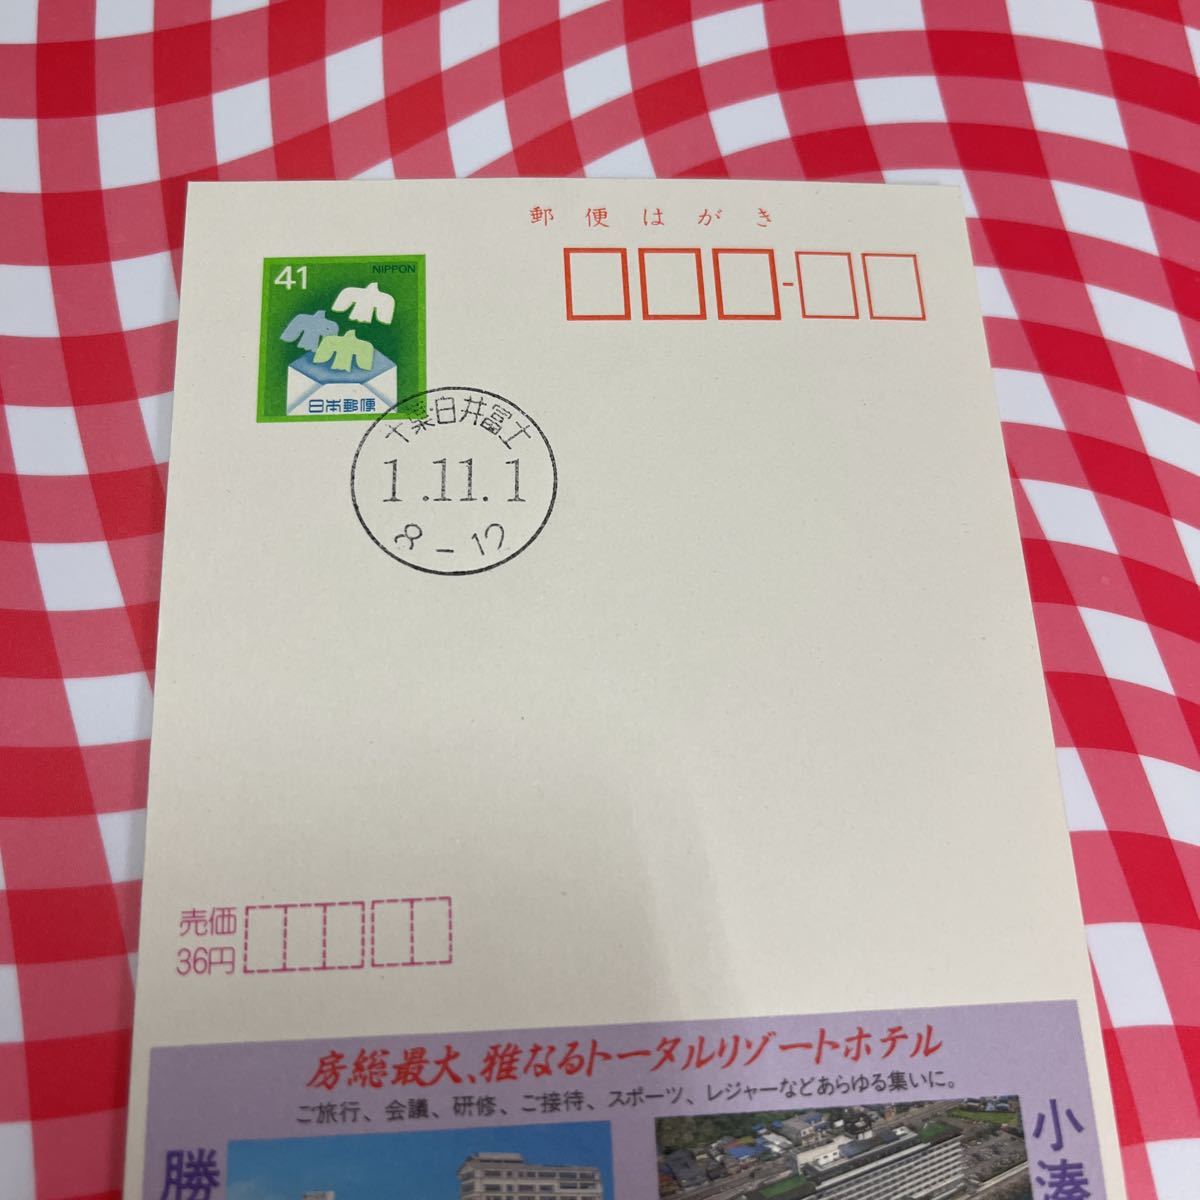 郵便はがき
41
NIPPON
日本郵便
千葉・白井富士
1.11.1
8-12
売価
36円
房総最大、雅なるトータルリゾートホテル
ご旅行、会議、研修、ご接待、スポーツ、レジャーなどあらゆる集いに。
小湊
勝